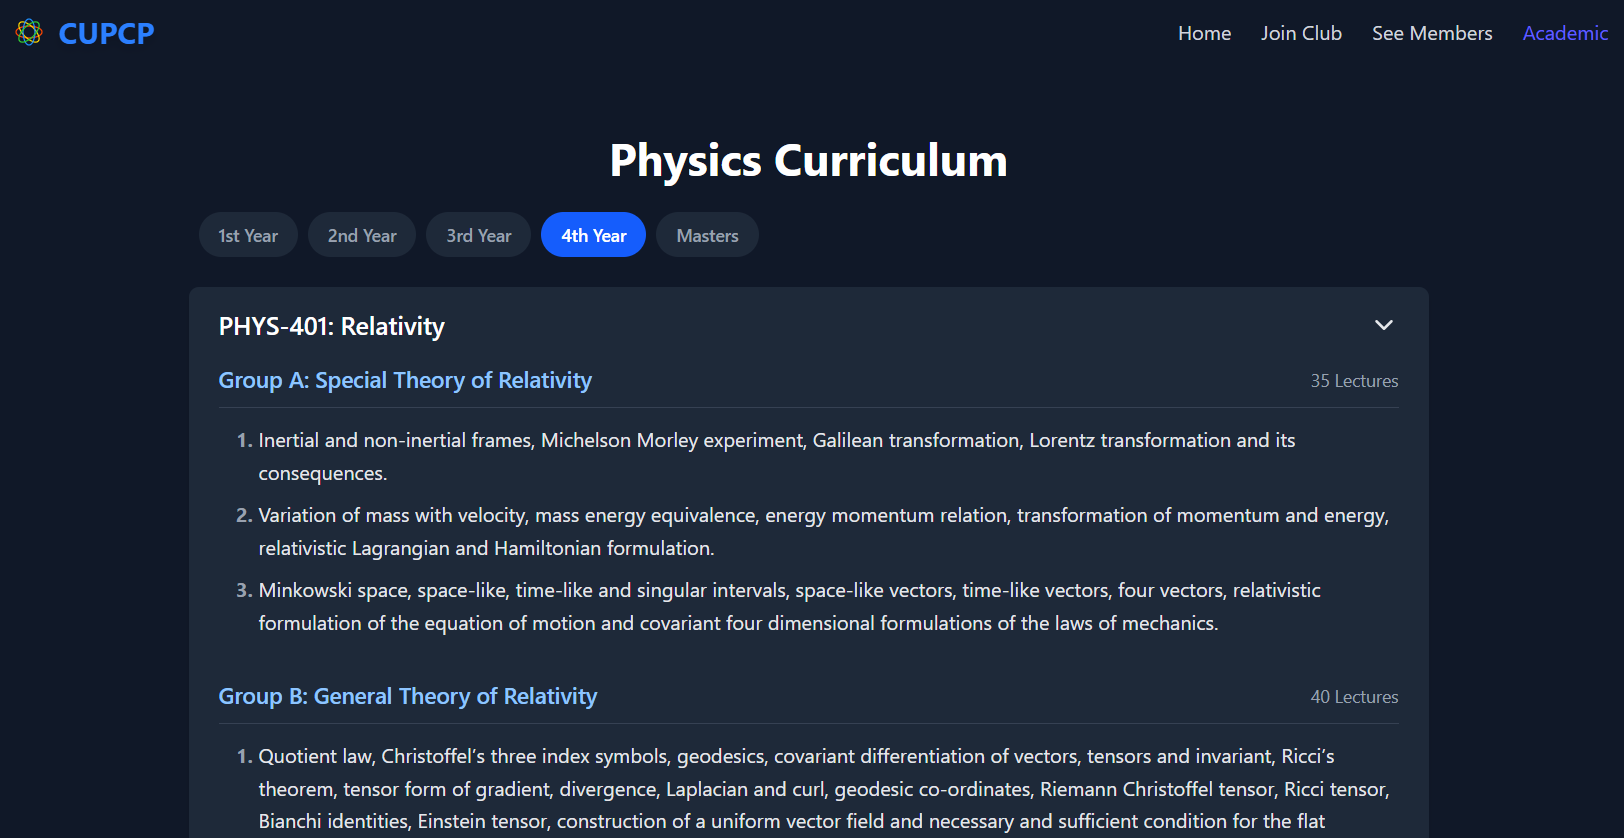 CUPCP
Home Join Club See Members Academic
Physics Curriculum
1st Year 2nd Year 3rd Year 4th Year Masters
PHYS-401: Relativity
Group A: Special Theory of Relativity 35 Lectures
1. Inertial and non-inertial frames, Michelson Morley experiment, Galilean transformation, Lorentz transformation and its
consequences.
2. Variation of mass with velocity, mass energy equivalence, energy momentum relation, transformation of momentum and energy,
relativistic Lagrangian and Hamiltonian formulation.
3. Minkowski space, space-like, time-like and singular intervals, space-like vectors, time-like vectors, four vectors, relativistic
formulation of the equation of motion and covariant four dimensional formulations of the laws of mechanics.
Group B: General Theory of Relativity 40 Lectures
1. Quotient law, Christoffel’s three index symbols, geodesics, covariant differentiation of vectors, tensors and invariant, Ricci’s
theorem, tensor form of gradient, divergence, Laplacian and curl, geodesic co-ordinates, Riemann Christoffel tensor, Ricci tensor,
Bianchi identities, Einstein tensor, construction of a uniform vector field and necessary and sufficient condition for the flat